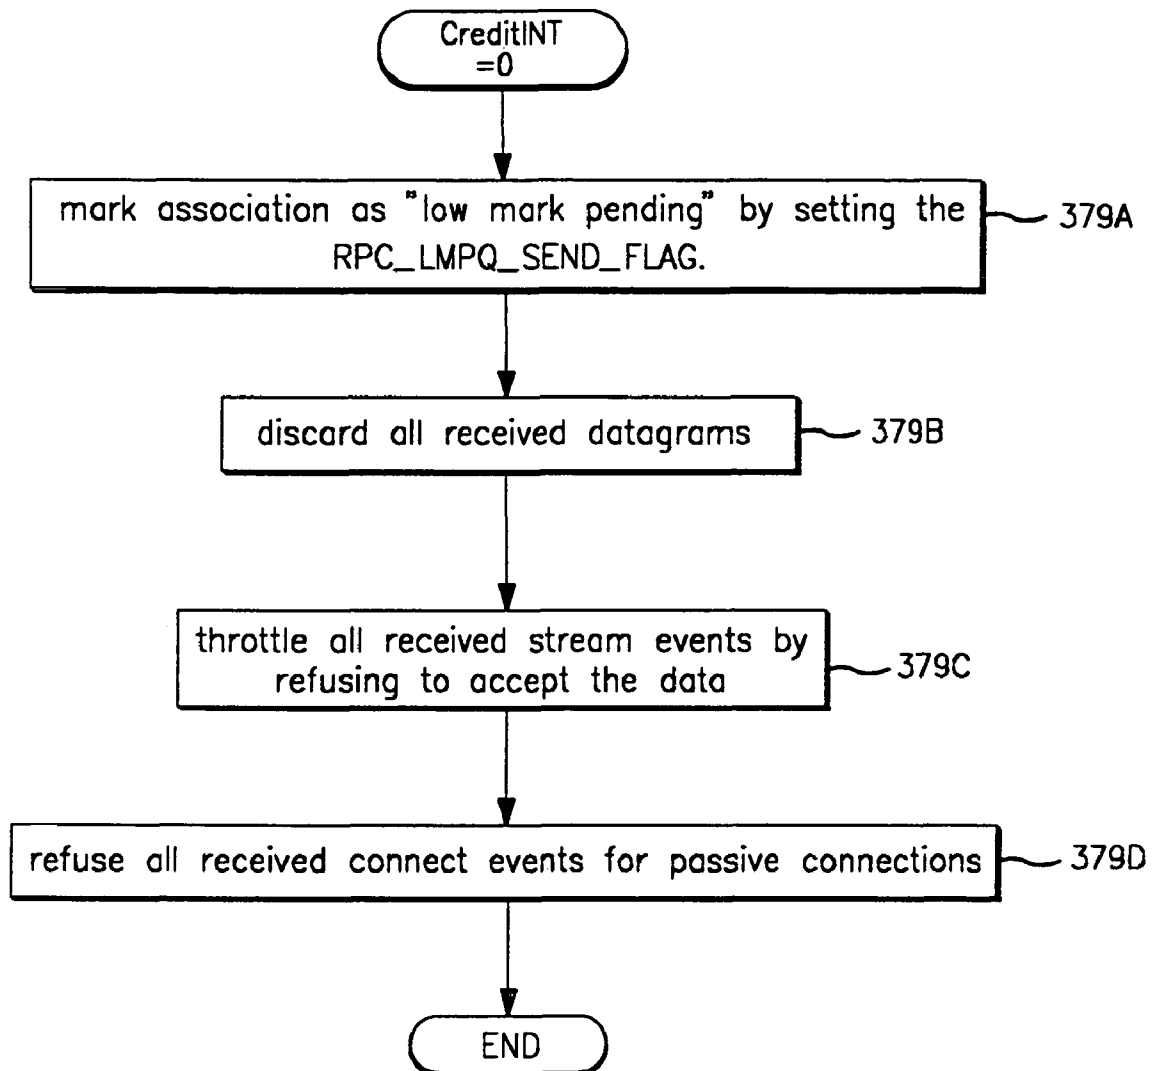 CreditINT
=0
mark association as "low mark pending" by setting the
RPC_LMPQ_SEND_FLAG.
379A
discard all received datagrams
379B
throttle all received stream events by
refusing to accept the data
379C
refuse all received connect events for passive connections
379D
END